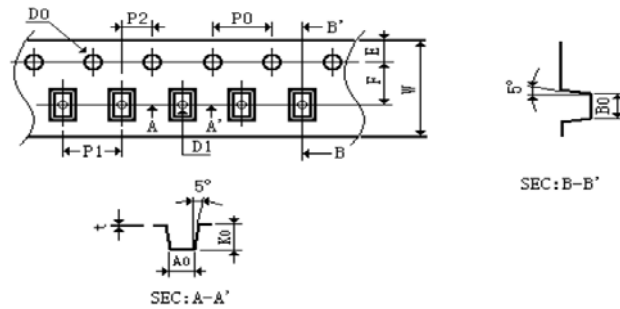 D0
P2
P0
B'
E
F
W
A
A'
P1
D1
B
5°
B0
SEC:B-B'
5°
t
K0
A0
SEC:A-A'